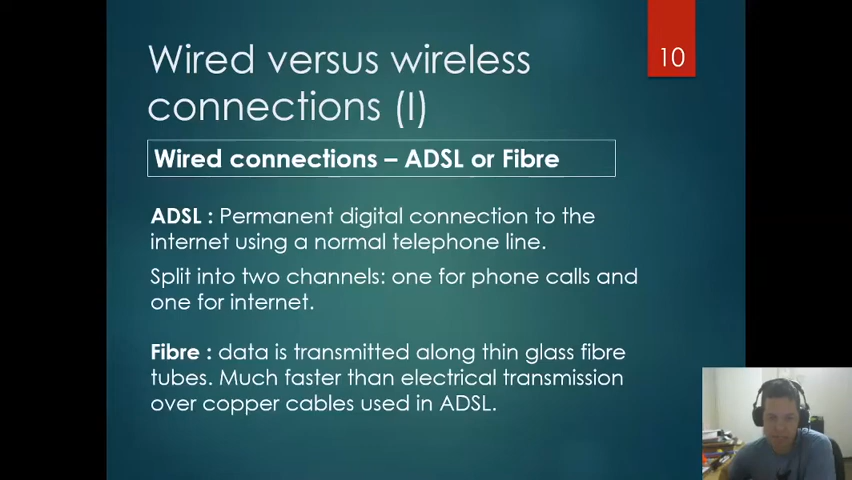 Wired versus wireless
connections (I)
10
Wired connections – ADSL or Fibre
ADSL : Permanent digital connection to the
internet using a normal telephone line.
Split into two channels: one for phone calls and
one for internet.
Fibre : data is transmitted along thin glass fibre
tubes. Much faster than electrical transmission
over copper cables used in ADSL.